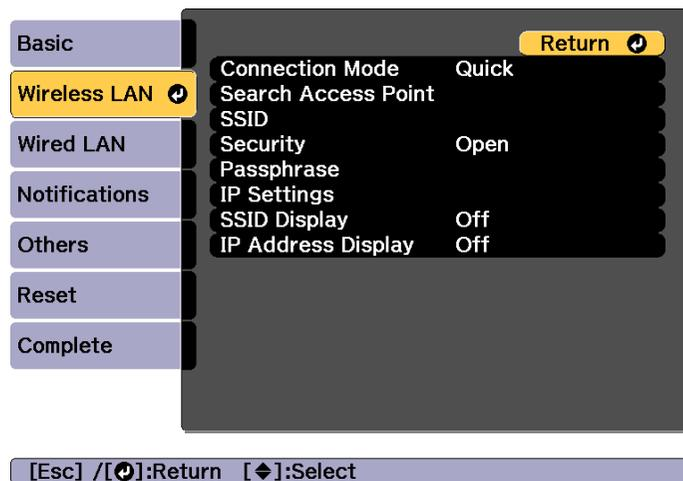 Basic
Wireless LAN
Wired LAN
Notifications
Others
Reset
Complete
Return
Connection Mode Quick
Search Access Point
SSID
Security Open
Passphrase
IP Settings
SSID Display Off
IP Address Display Off
[Esc] /[⏎]:Return [◆]:Select